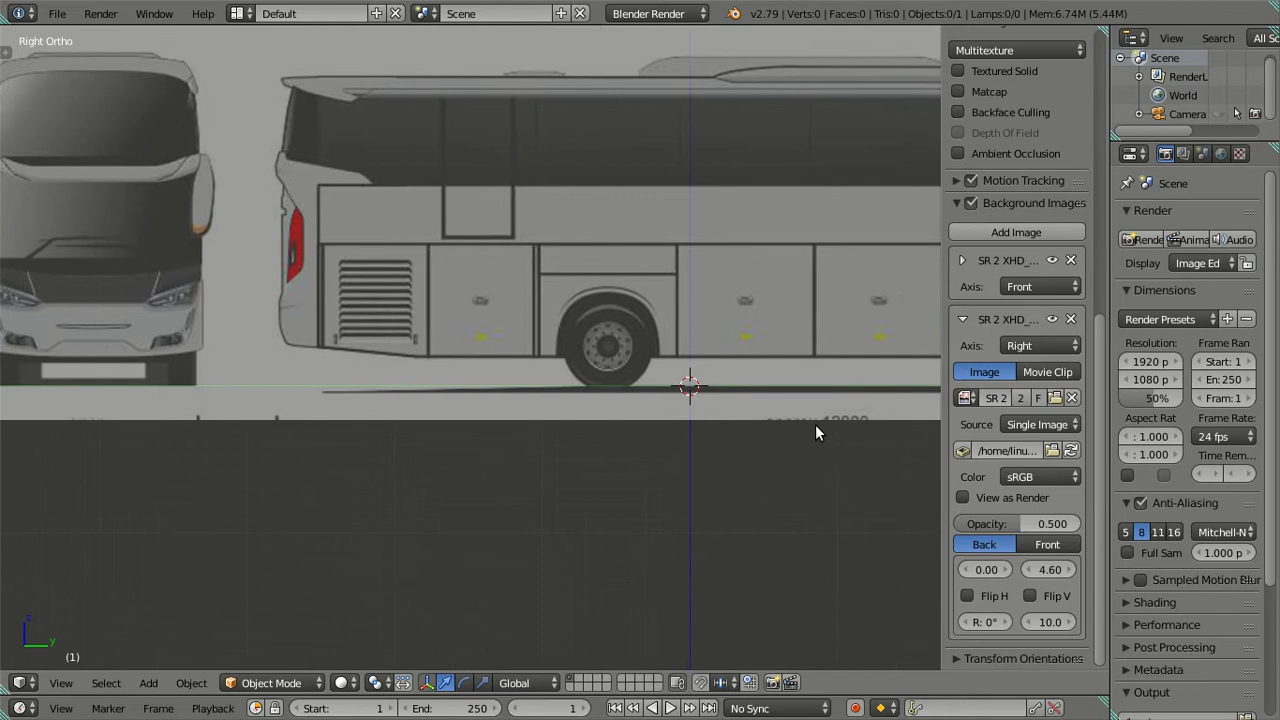 File Render Window Help Default Scene Blender Render v2.79 | Verts:0 | Faces:0 | Tris:0 | Objects:0/1 | Lamps:0/0 | Mem:6.74M (5.44M)
Right Ortho
(1)
z
y
Multitexture
Textured Solid
Matcap
Backface Culling
Depth Of Field
Ambient Occlusion
Motion Tracking
Background Images
Add Image
SR 2 XHD_...
Axis: Front
SR 2 XHD_...
Axis: Right
Image Movie Clip
SR 2 2 F
Source Single Image
/home/linu...
Color sRGB
View as Render
Opacity: 0.500
Back Front
0.00 4.60
Flip H Flip V
R: 0° 10.0
Transform Orientations
View Search All Sc
Scene
RenderL
World
Camera
Scene
Render
Rende Anima Audio
Display Image Ed
Dimensions
Render Presets
Resolution: Frame Ran
1920 p Start: 1
1080 p En: 250
50% Fram: 1
Aspect Rat Frame Rate:
: 1.000 24 fps
: 1.000 Time Rem...
Anti-Aliasing
5 8 11 16 Mitchell-N
Full Sam 1.000 p
Sampled Motion Blur
Shading
Performance
Post Processing
Metadata
Output
View Select Add Object Object Mode Global
View Marker Frame Playback Start: 1 End: 250 1 No Sync